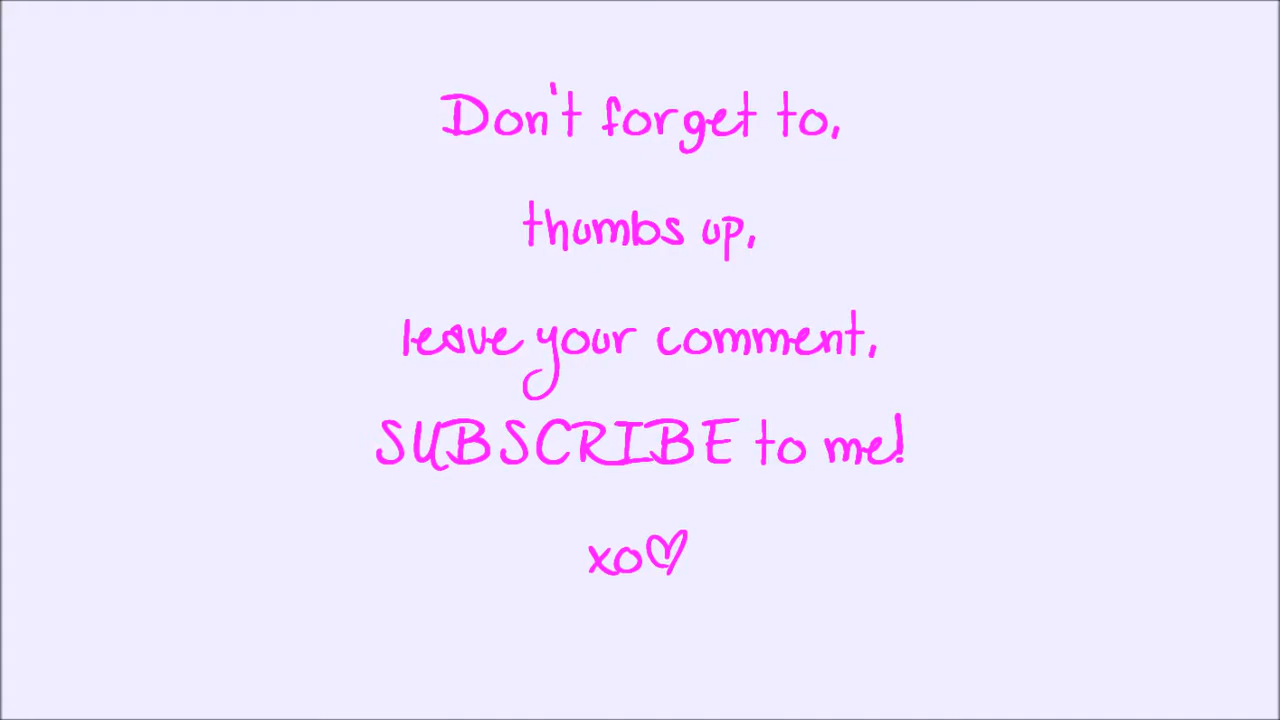 Don't forget to,
thumbs up,
leave your comment,
SUBSCRIBE to me!
xo♡